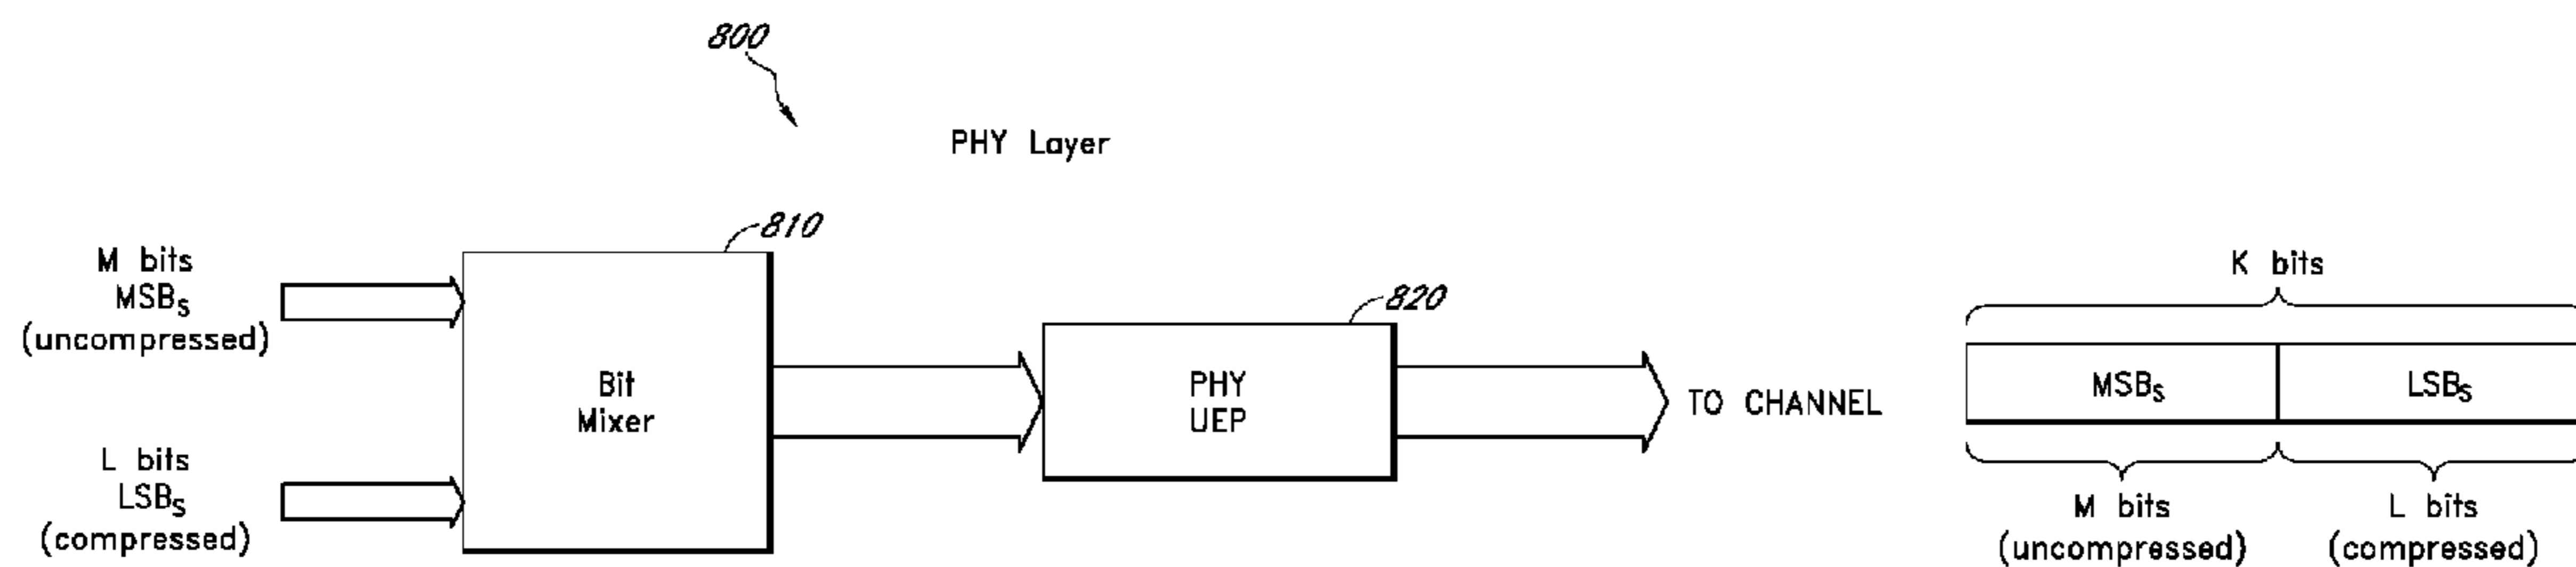 800
PHY Layer
810
M bits
MSBs
(uncompressed)
L bits
LSBs
(compressed)
Bit
Mixer
820
PHY
UEP
TO CHANNEL
K bits
MSBs
LSBs
M bits
(uncompressed)
L bits
(compressed)